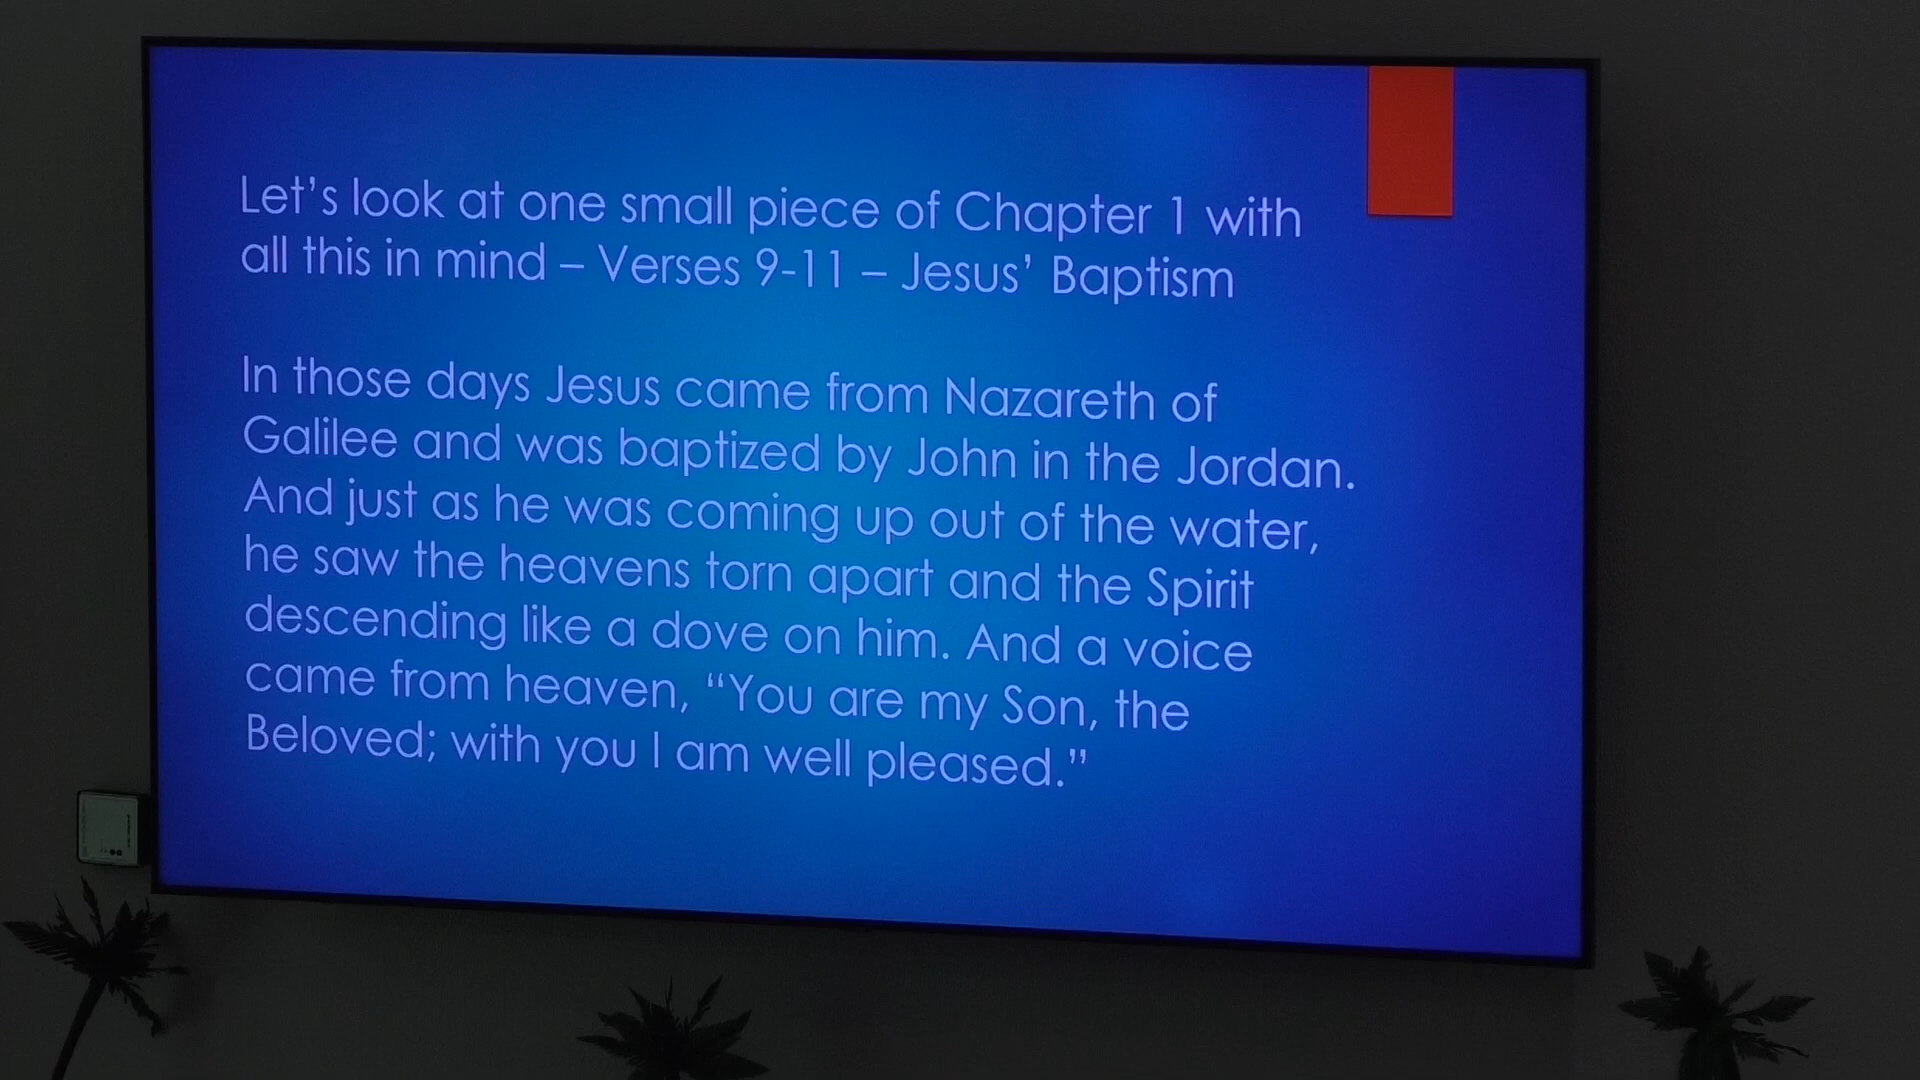 Let’s look at one small piece of Chapter 1 with
all this in mind – Verses 9-11 – Jesus’ Baptism
In those days Jesus came from Nazareth of
Galilee and was baptized by John in the Jordan.
And just as he was coming up out of the water,
he saw the heavens torn apart and the Spirit
descending like a dove on him. And a voice
came from heaven, “You are my Son, the
Beloved; with you I am well pleased.”